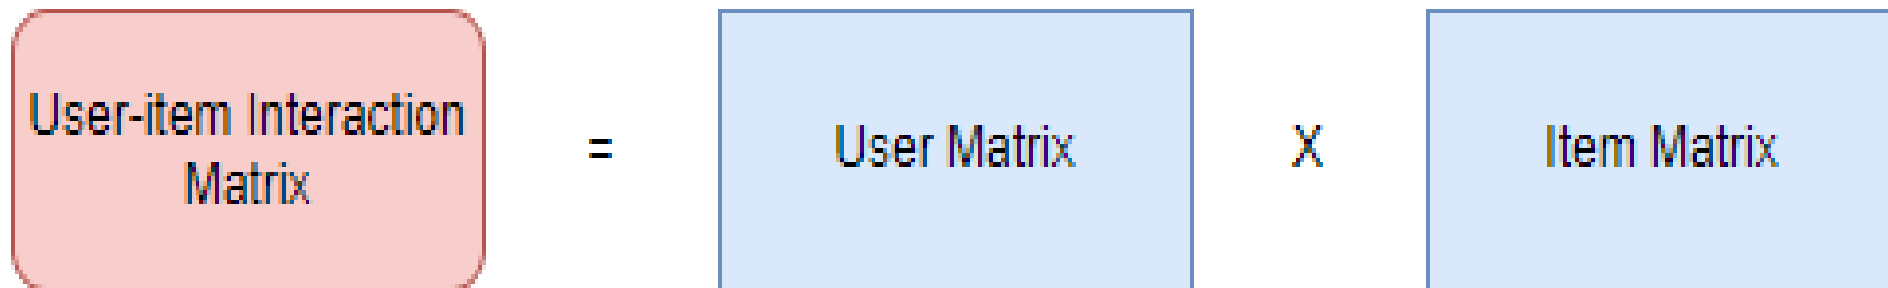 User-item Interaction
Matrix
=
User Matrix
X
Item Matrix